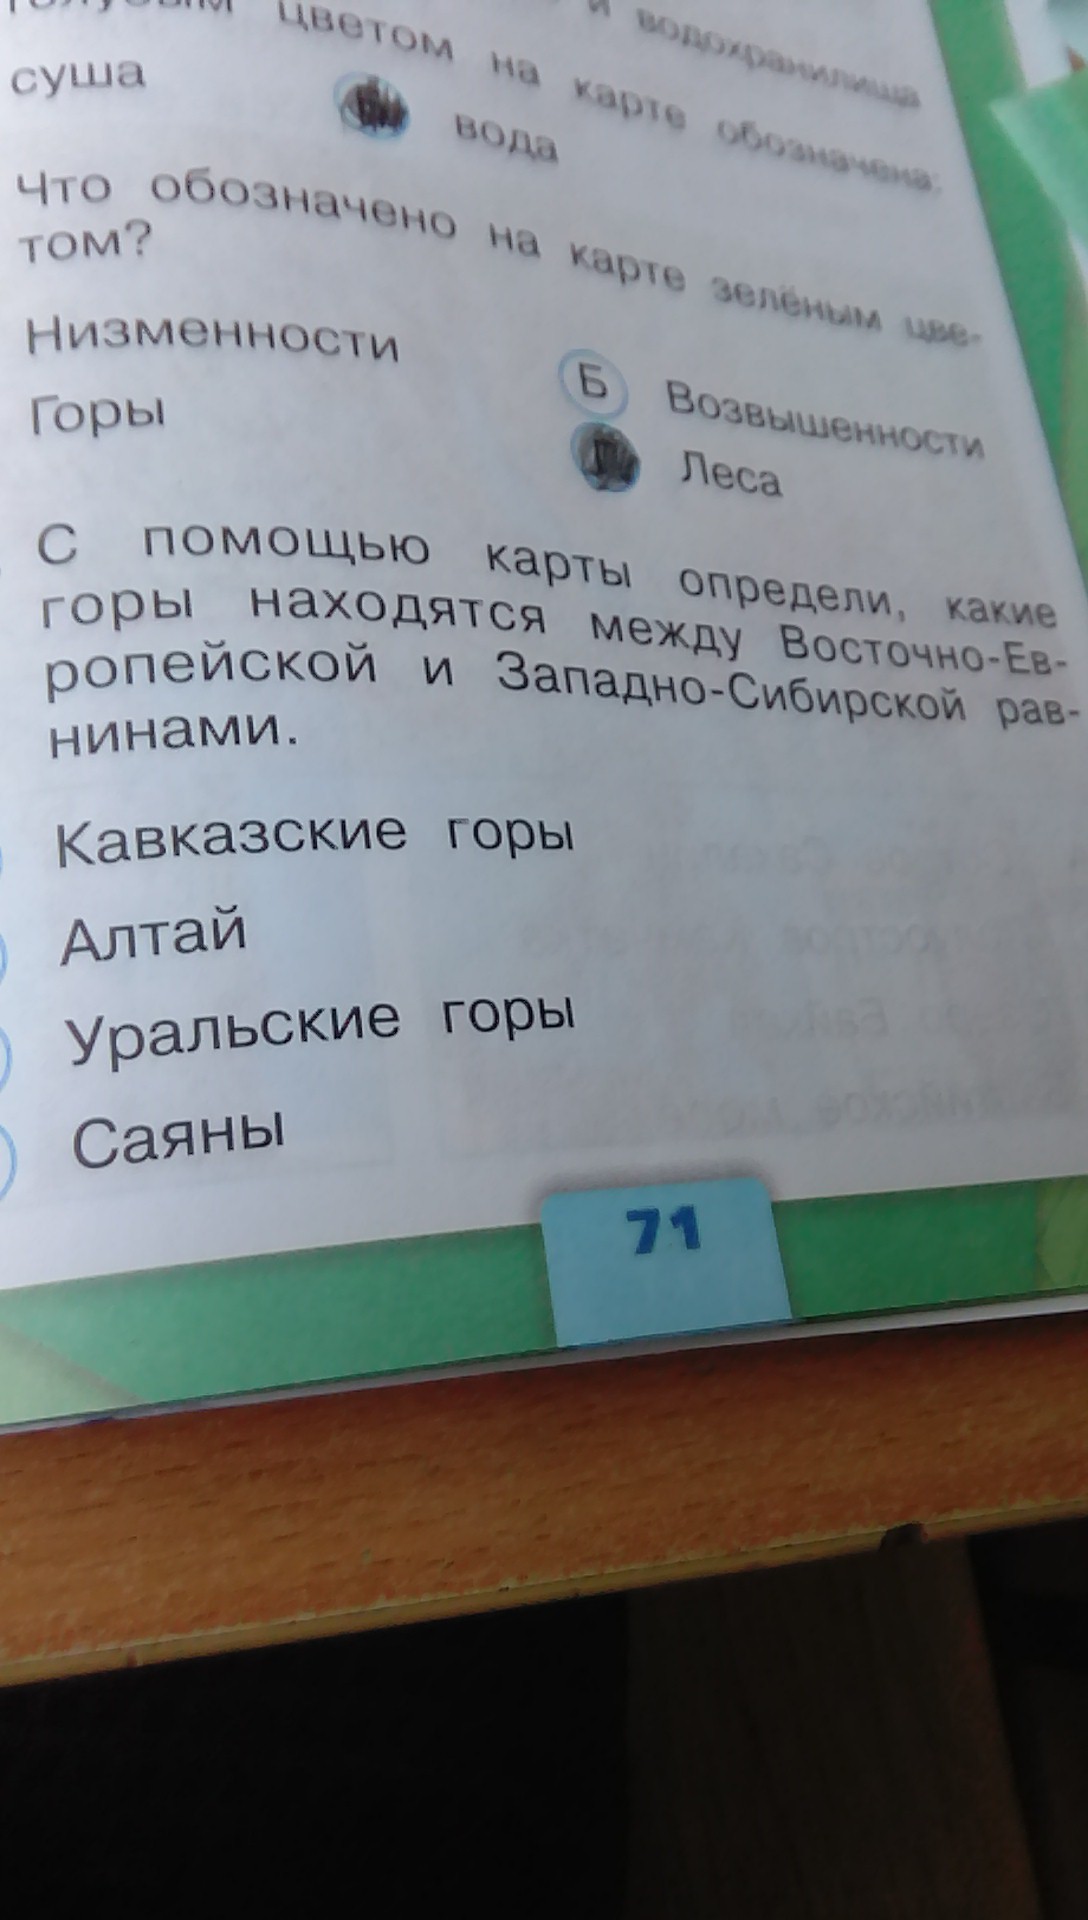 цветом на карте обозначена:
и водохранилища
суша вода
Что обозначено на карте зелёным цве-
том?
Низменности Б Возвышенности
Горы Леса
С помощью карты определи, какие
горы находятся между Восточно-Ев-
ропейской и Западно-Сибирской рав-
нинами.
Кавказские горы
Алтай
Уральские горы
Саяны
71